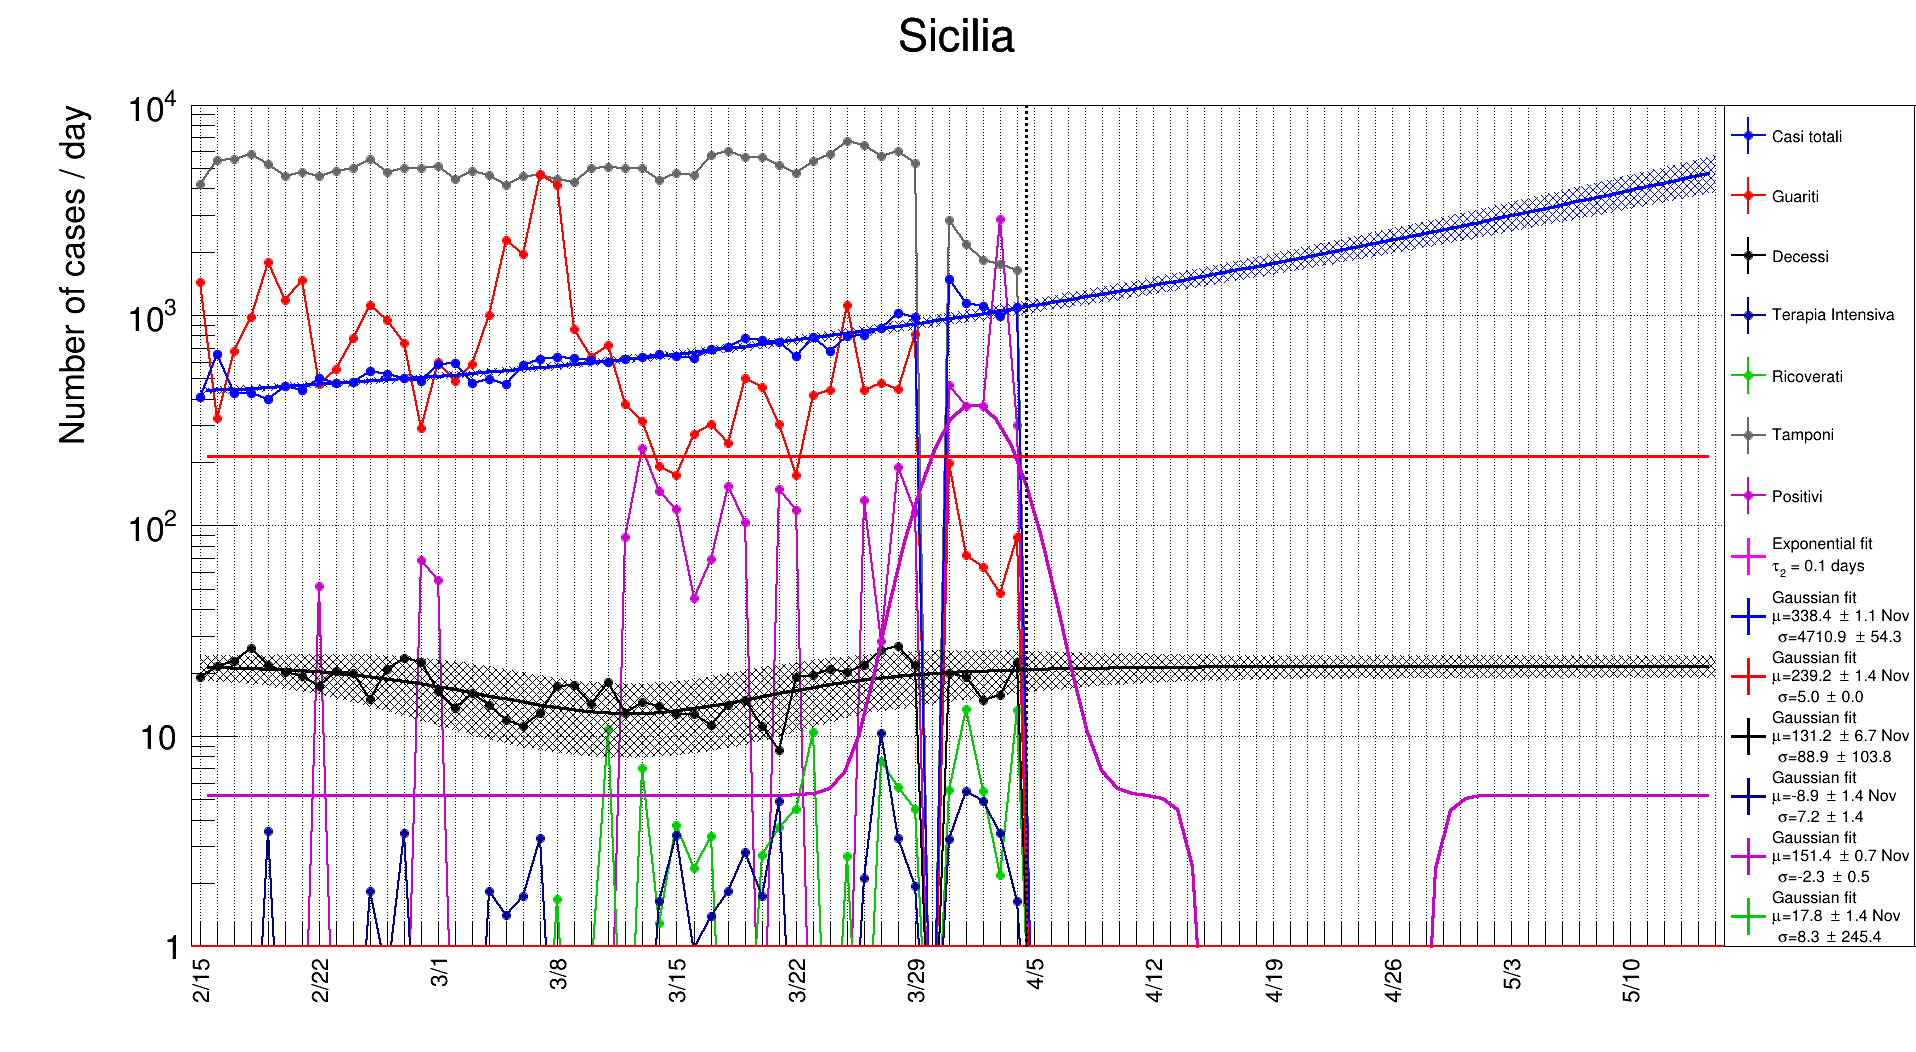 Sicilia
Number of cases / day
10⁴
10³
10²
10
1
2/15
2/22
3/1
3/8
3/15
3/22
3/29
4/5
4/12
4/19
4/26
5/3
5/10
Casi totali
Guariti
Decessi
Terapia Intensiva
Ricoverati
Tamponi
Positivi
Exponential fit
τ₂ = 0.1 days
Gaussian fit
μ=338.4 ± 1.1 Nov
σ=4710.9 ± 54.3
Gaussian fit
μ=239.2 ± 1.4 Nov
σ=5.0 ± 0.0
Gaussian fit
μ=131.2 ± 6.7 Nov
σ=88.9 ± 103.8
Gaussian fit
μ=-8.9 ± 1.4 Nov
σ=7.2 ± 1.4
Gaussian fit
μ=151.4 ± 0.7 Nov
σ=-2.3 ± 0.5
Gaussian fit
μ=17.8 ± 1.4 Nov
σ=8.3 ± 245.4